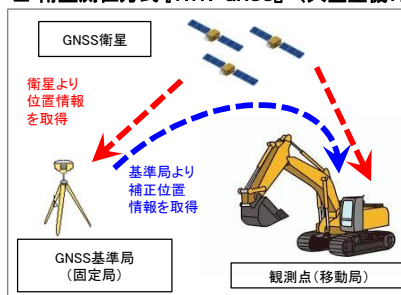 GNSS衛星
衛星より
位置情報
を取得
基準局より
補正位置
情報を取得
GNSS基準局
(固定局)
観測点(移動局)